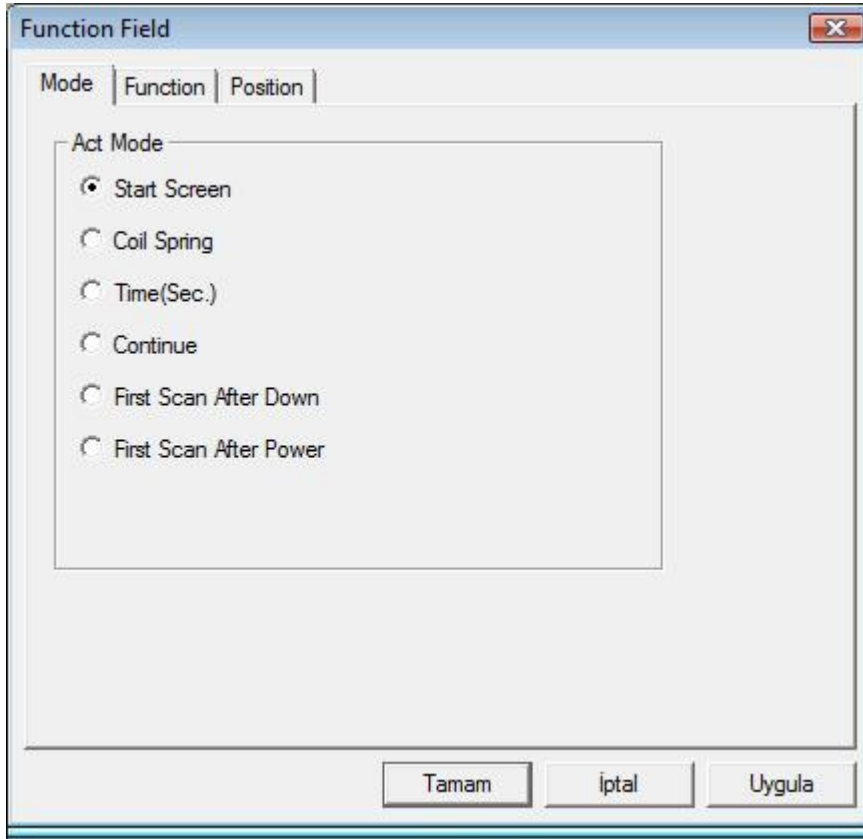 Function Field
Mode Function Position
Act Mode
Start Screen
Coil Spring
Time(Sec.)
Continue
First Scan After Down
First Scan After Power
Tamam İptal Uygula